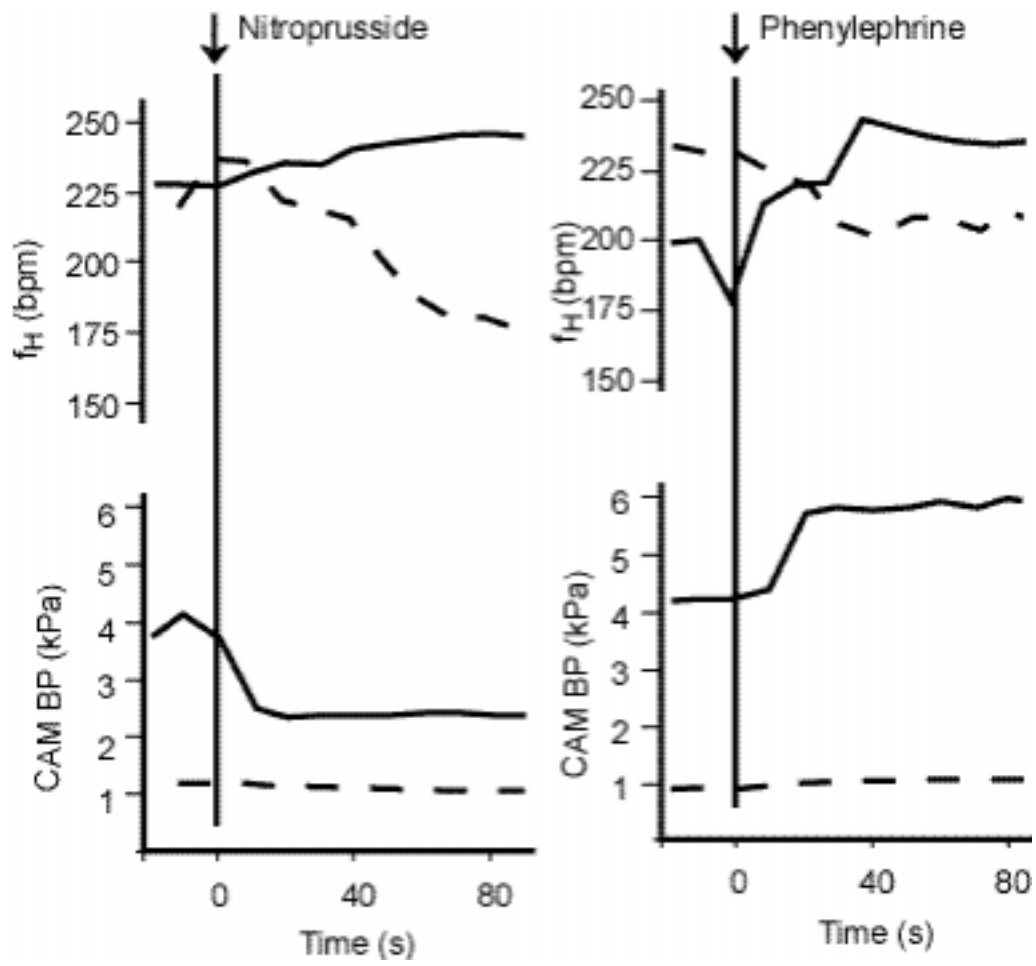 Nitroprusside
250
225
200
175
150
f_H (bpm)
6
5
4
3
2
1
CAM BP (kPa)
0 40 80
Time (s)
Phenylephrine
250
225
200
175
150
f_H (bpm)
6
5
4
3
2
1
CAM BP (kPa)
0 40 80
Time (s)